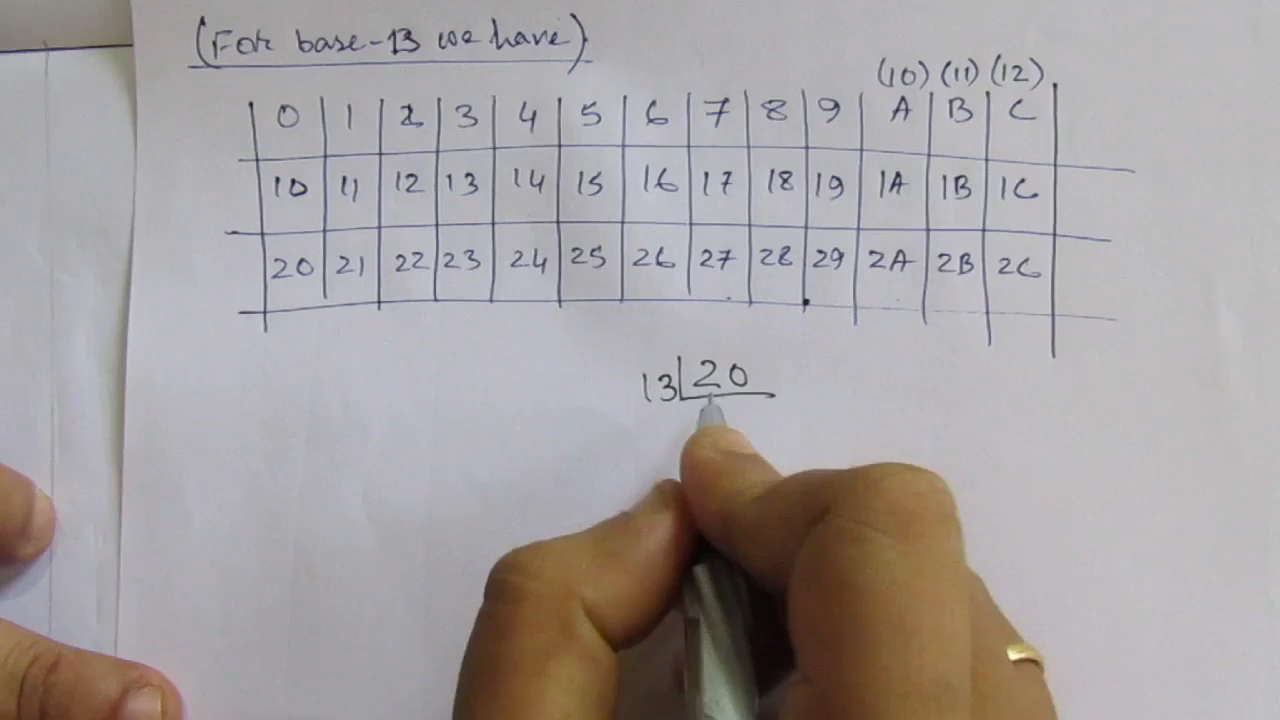 (For base-13 we have)
(10) (11) (12)
0 1 2 3 4 5 6 7 8 9 A B C
10 11 12 13 14 15 16 17 18 19 1A 1B 1C
20 21 22 23 24 25 26 27 28 29 2A 2B 2C
13 20